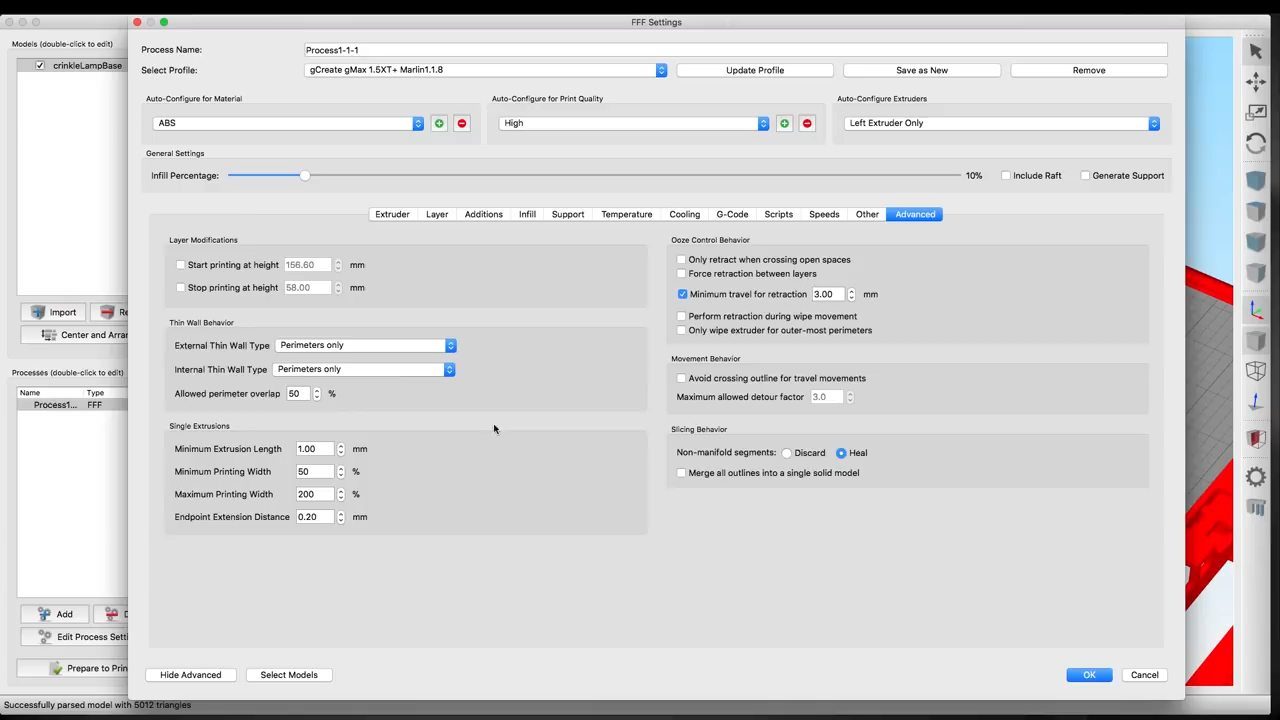 FFF Settings
Models (double-click to edit)
crinkleLampBase
Import
Re
Center and Arran
Processes (double-click to edit)
Name Type
Process1... FFF
Add
D
Edit Process Setti
Prepare to Prin
Successfully parsed model with 5012 triangles
Process Name: Process1-1-1
Select Profile: gCreate gMax 1.5XT+ Marlin1.1.8 Update Profile Save as New Remove
Auto-Configure for Material Auto-Configure for Print Quality Auto-Configure Extruders
ABS High Left Extruder Only
General Settings
Infill Percentage: 10% Include Raft Generate Support
Extruder Layer Additions Infill Support Temperature Cooling G-Code Scripts Speeds Other Advanced
Layer Modifications
Start printing at height 156.60 mm
Stop printing at height 58.00 mm
Thin Wall Behavior
External Thin Wall Type Perimeters only
Internal Thin Wall Type Perimeters only
Allowed perimeter overlap 50 %
Single Extrusions
Minimum Extrusion Length 1.00 mm
Minimum Printing Width 50 %
Maximum Printing Width 200 %
Endpoint Extension Distance 0.20 mm
Ooze Control Behavior
Only retract when crossing open spaces
Force retraction between layers
Minimum travel for retraction 3.00 mm
Perform retraction during wipe movement
Only wipe extruder for outer-most perimeters
Movement Behavior
Avoid crossing outline for travel movements
Maximum allowed detour factor 3.0
Slicing Behavior
Non-manifold segments: Discard Heal
Merge all outlines into a single solid model
Hide Advanced Select Models OK Cancel